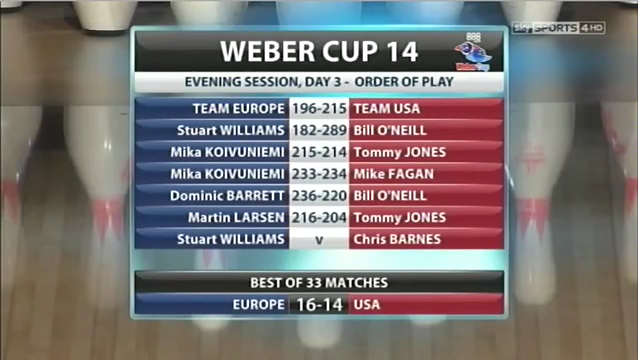 sky SPORTS 4 HD
888
Weber Cup
WEBER CUP 14
EVENING SESSION, DAY 3 - ORDER OF PLAY
TEAM EUROPE 196-215 TEAM USA
Stuart WILLIAMS 182-289 Bill O'NEILL
Mika KOIVUNIEMI 215-214 Tommy JONES
Mika KOIVUNIEMI 233-234 Mike FAGAN
Dominic BARRETT 236-220 Bill O'NEILL
Martin LARSEN 216-204 Tommy JONES
Stuart WILLIAMS v Chris BARNES
BEST OF 33 MATCHES
EUROPE 16-14 USA